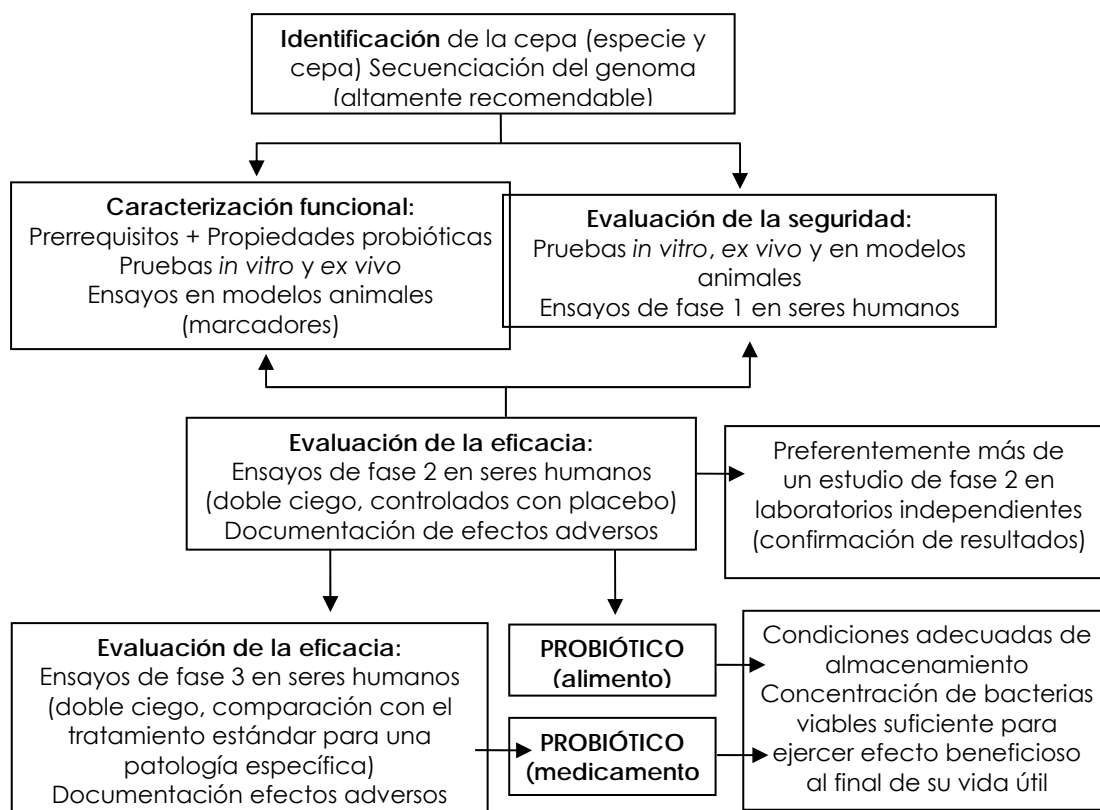 Identificación de la cepa (especie y
cepa) Secuenciación del genoma
(altamente recomendable)
Caracterización funcional:
Prerrequisitos + Propiedades probióticas
Pruebas in vitro y ex vivo
Ensayos en modelos animales
(marcadores)
Evaluación de la seguridad:
Pruebas in vitro, ex vivo y en modelos
animales
Ensayos de fase 1 en seres humanos
Evaluación de la eficacia:
Ensayos de fase 2 en seres humanos
(doble ciego, controlados con placebo)
Documentación de efectos adversos
Preferentemente más de
un estudio de fase 2 en
laboratorios independientes
(confirmación de resultados)
Evaluación de la eficacia:
Ensayos de fase 3 en seres humanos
(doble ciego, comparación con el
tratamiento estándar para una
patología específica)
Documentación efectos adversos
PROBIÓTICO
(alimento)
PROBIÓTICO
(medicamento
Condiciones adecuadas de
almacenamiento
Concentración de bacterias
viables suficiente para
ejercer efecto beneficioso
al final de su vida útil